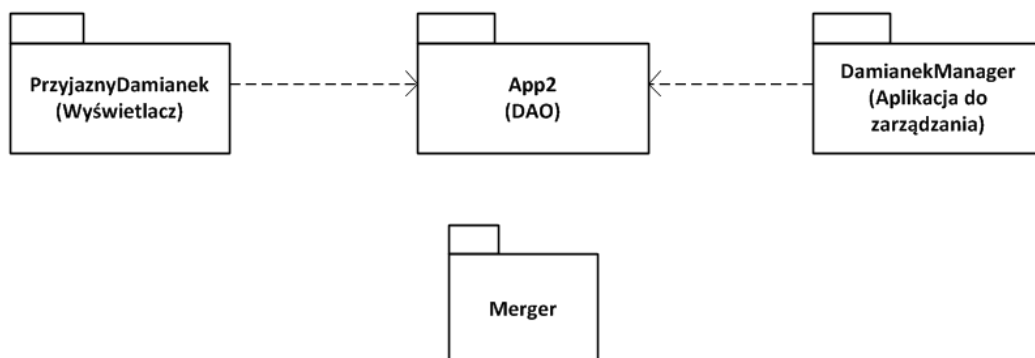 PrzyjaznyDamianek
(Wyświetlacz)
App2
(DAO)
DamianekManager
(Aplikacja do
zarządzania)
Merger